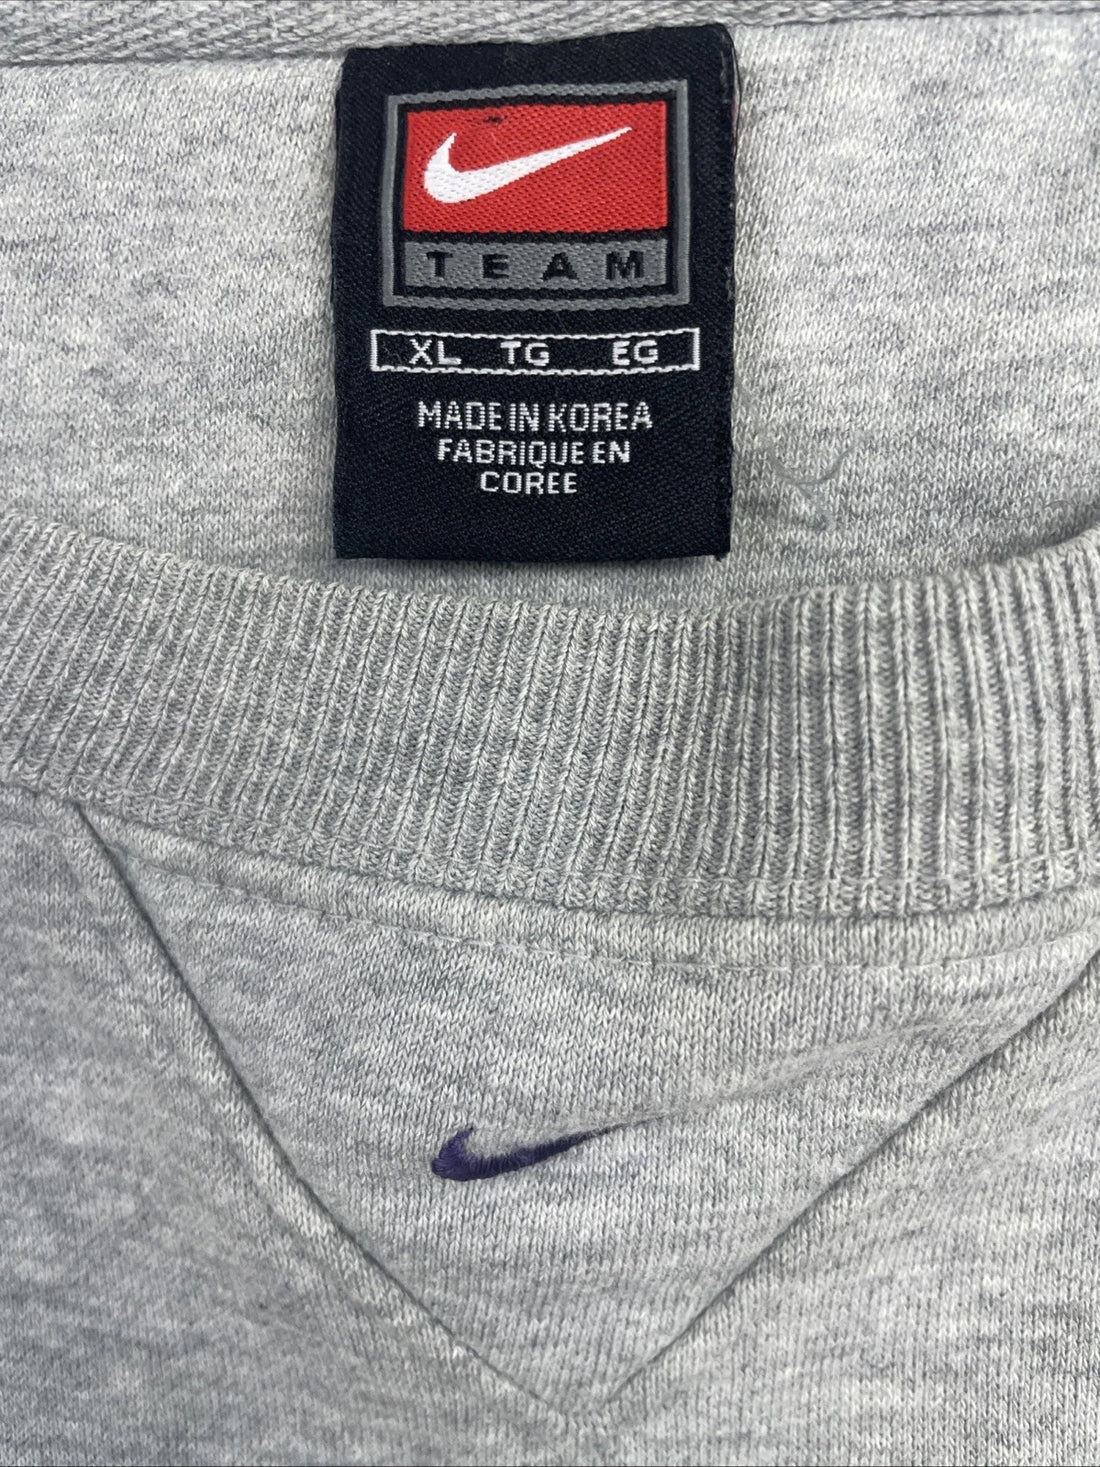 TEAM
XL TG EG
MADE IN KOREA
FABRIQUE EN
COREE